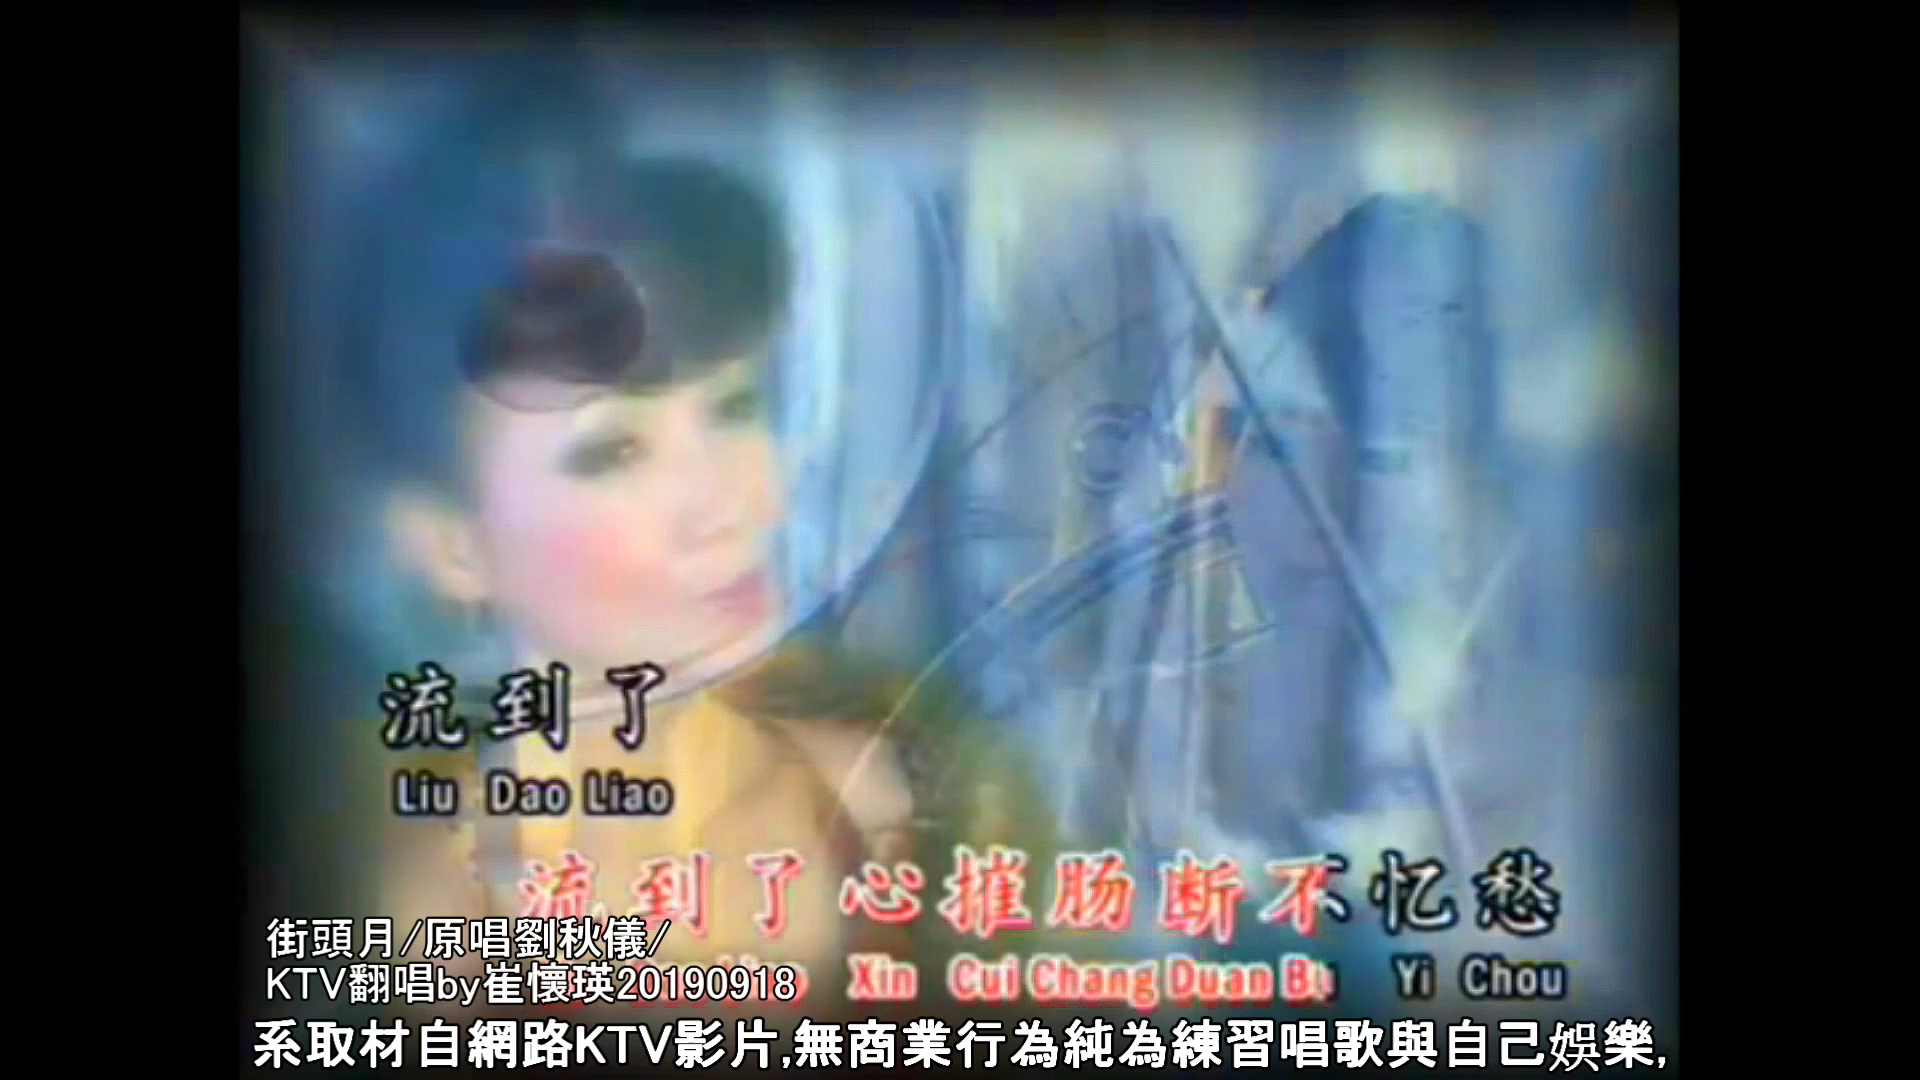 流到了
Liu Dao Liao
流到了心摧肠断不忆愁
Xin Cui Chang Duan Bu Yi Chou
街頭月/原唱劉秋儀/
KTV翻唱by崔懷瑛20190918
系取材自網路KTV影片,無商業行為純為練習唱歌與自己娛樂,